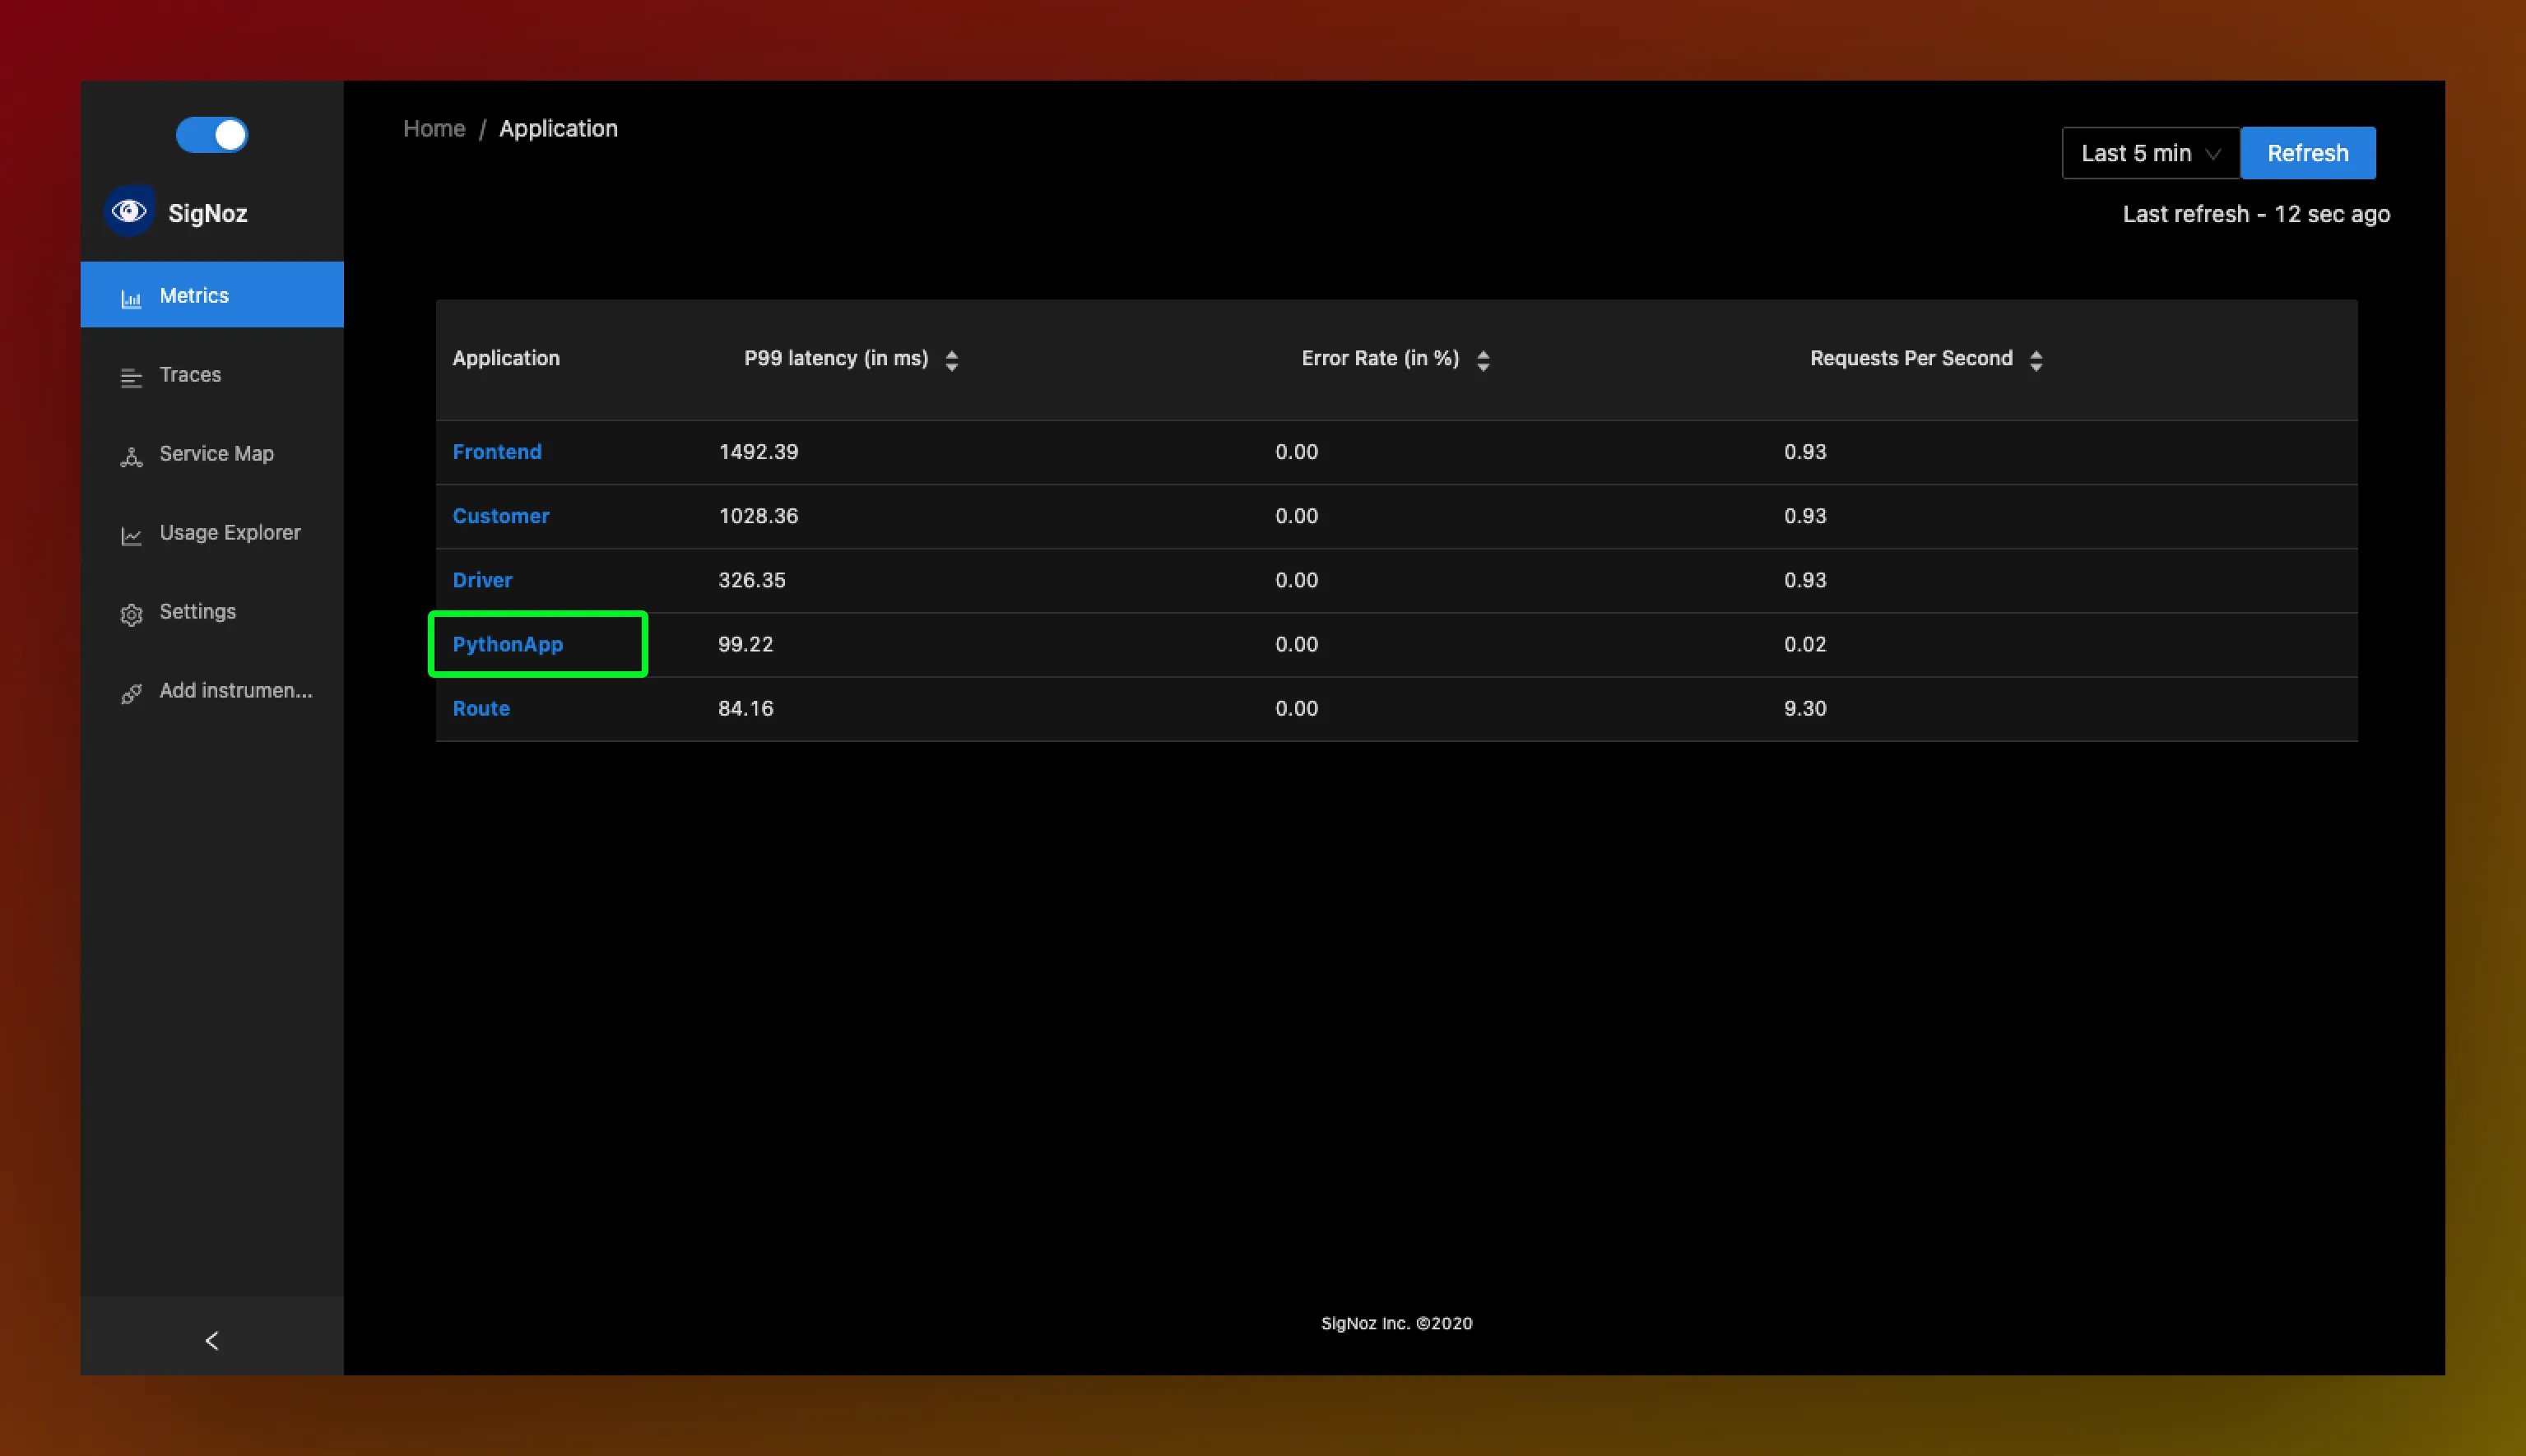 Home / Application
Last 5 min
Refresh
Last refresh - 12 sec ago
SigNoz
Metrics
Traces
Service Map
Usage Explorer
Settings
Add instrumen...
Application P99 latency (in ms) Error Rate (in %) Requests Per Second
Frontend 1492.39 0.00 0.93
Customer 1028.36 0.00 0.93
Driver 326.35 0.00 0.93
PythonApp 99.22 0.00 0.02
Route 84.16 0.00 9.30
SigNoz Inc. ©2020